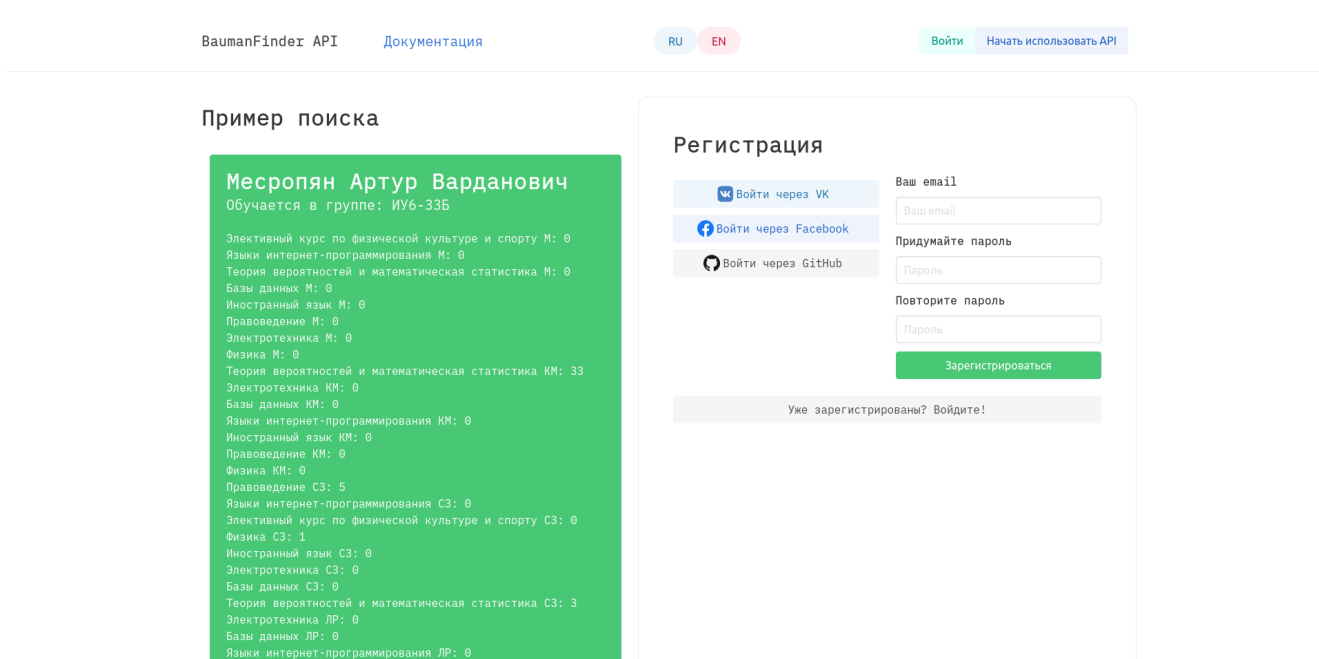 BaumanFinder API
Документация
RU
EN
Войти
Начать использовать API
Пример поиска
Месропян Артур Варданович
Обучается в группе: ИУ6-33Б
Элективный курс по физической культуре и спорту М: 0
Языки интернет-программирования М: 0
Теория вероятностей и математическая статистика М: 0
Базы данных М: 0
Иностранный язык М: 0
Правоведение М: 0
Электротехника М: 0
Физика М: 0
Теория вероятностей и математическая статистика КМ: 33
Электротехника КМ: 0
Базы данных КМ: 0
Языки интернет-программирования КМ: 0
Иностранный язык КМ: 0
Правоведение КМ: 0
Физика КМ: 0
Правоведение СЗ: 5
Языки интернет-программирования СЗ: 0
Элективный курс по физической культуре и спорту СЗ: 0
Физика СЗ: 1
Иностранный язык СЗ: 0
Электротехника СЗ: 0
Базы данных СЗ: 0
Теория вероятностей и математическая статистика СЗ: 3
Электротехника ЛР: 0
Базы данных ЛР: 0
Языки интернет-программирования ЛР: 0
Регистрация
Войти через VK
Войти через Facebook
Войти через GitHub
Ваш email
Ваш email
Придумайте пароль
Пароль
Повторите пароль
Пароль
Зарегистрироваться
Уже зарегистрированы? Войдите!